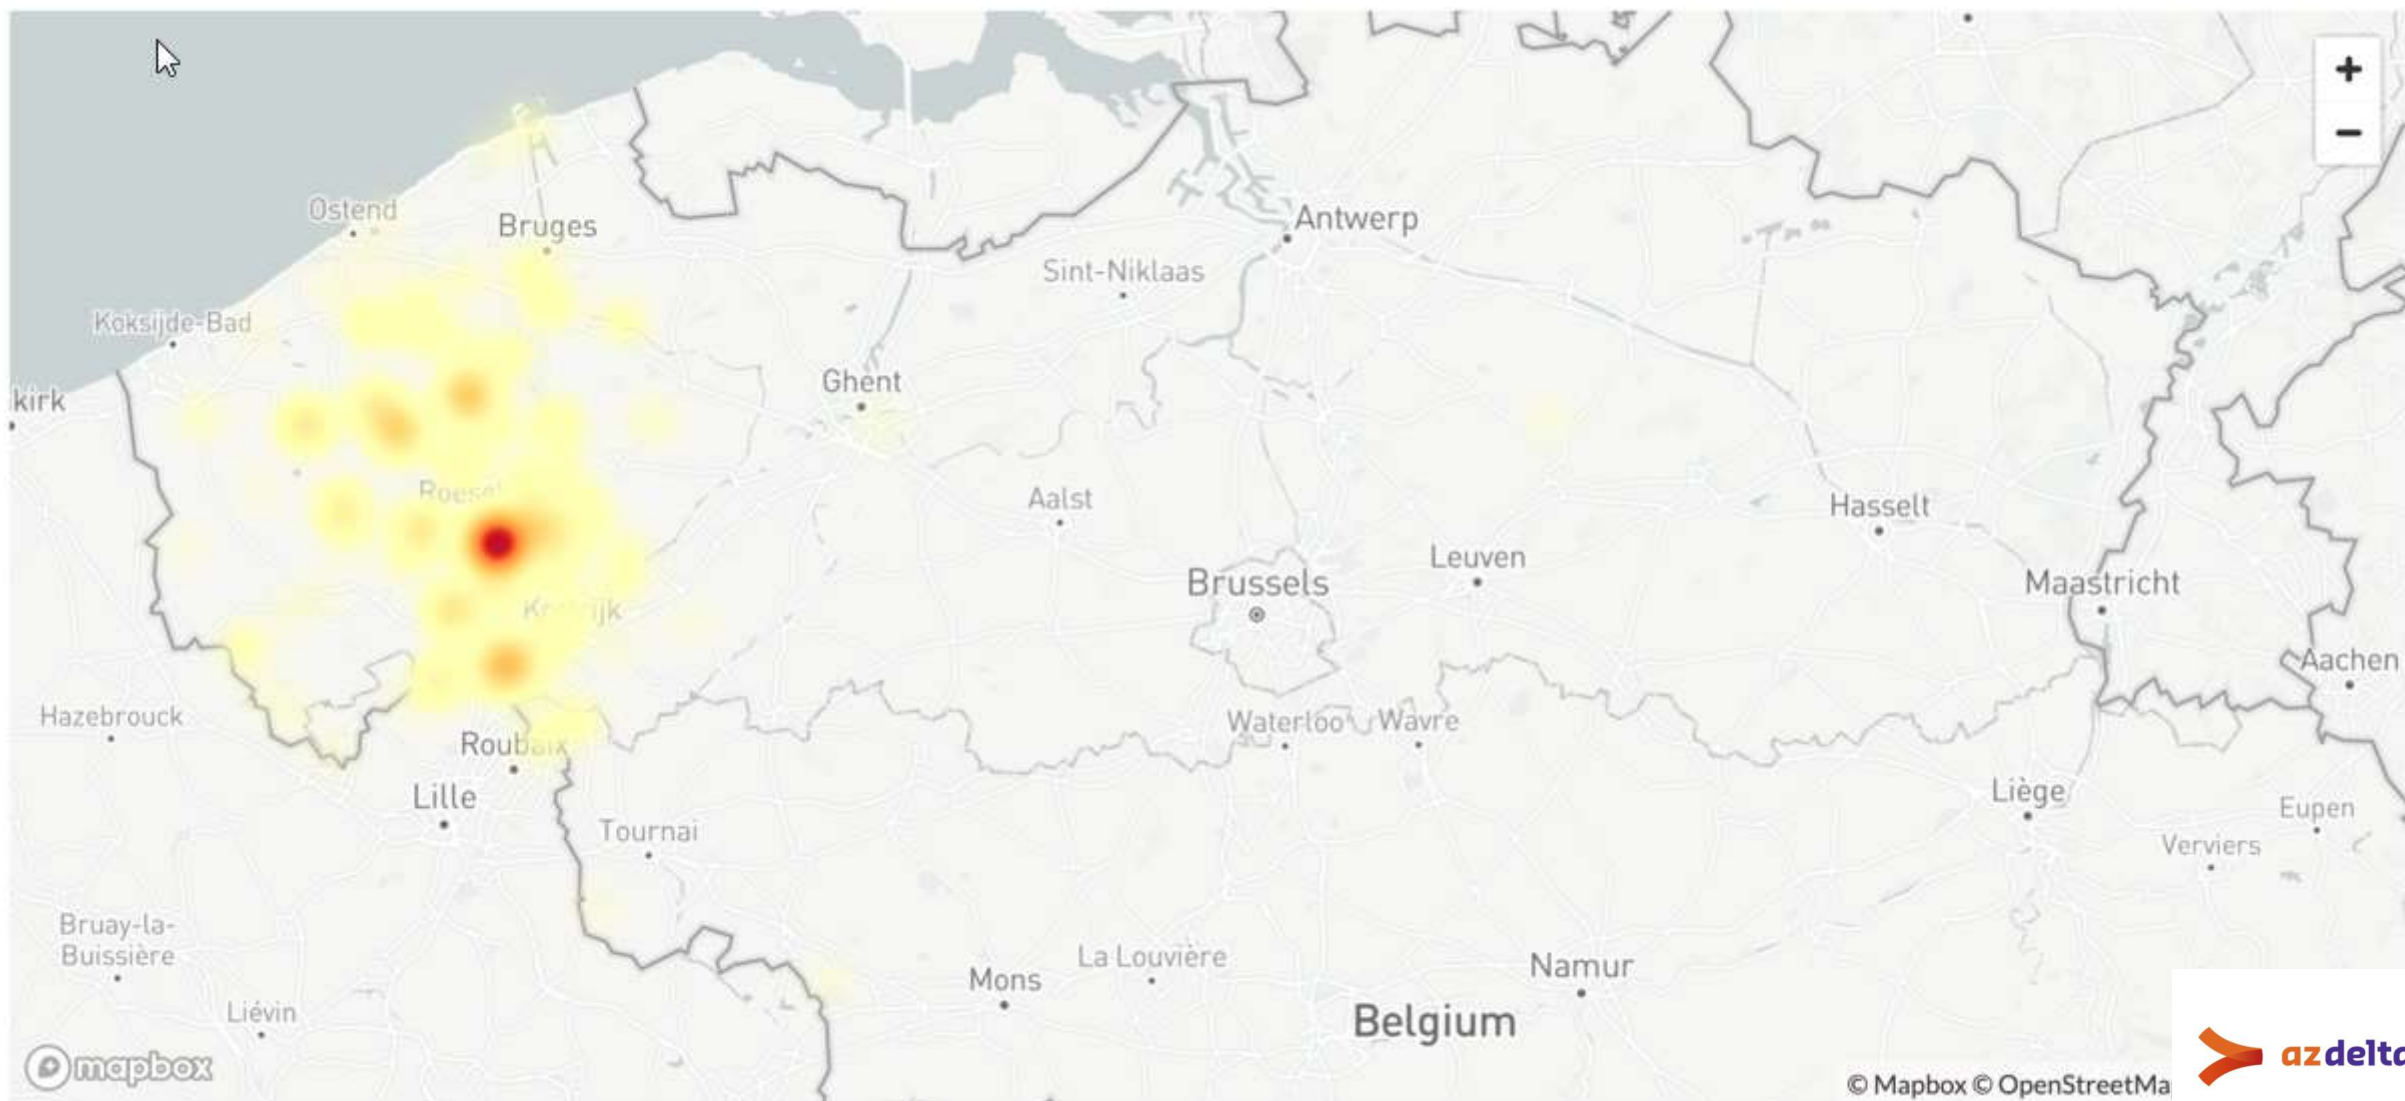 +
−
Ostend
Bruges
Antwerp
Sint-Niklaas
Koksijde-Bad
Ghent
kirk
Aalst
Hasselt
Leuven
Brussels
Maastricht
Aachen
Hazebrouck
Waterloo
Wavre
Roubaix
Lille
Liège
Eupen
Tournai
Verviers
Bruay-la-
Buissière
La Louvière
Namur
Mons
Liévin
Belgium
mapbox
© Mapbox © OpenStreetMa
azdelta